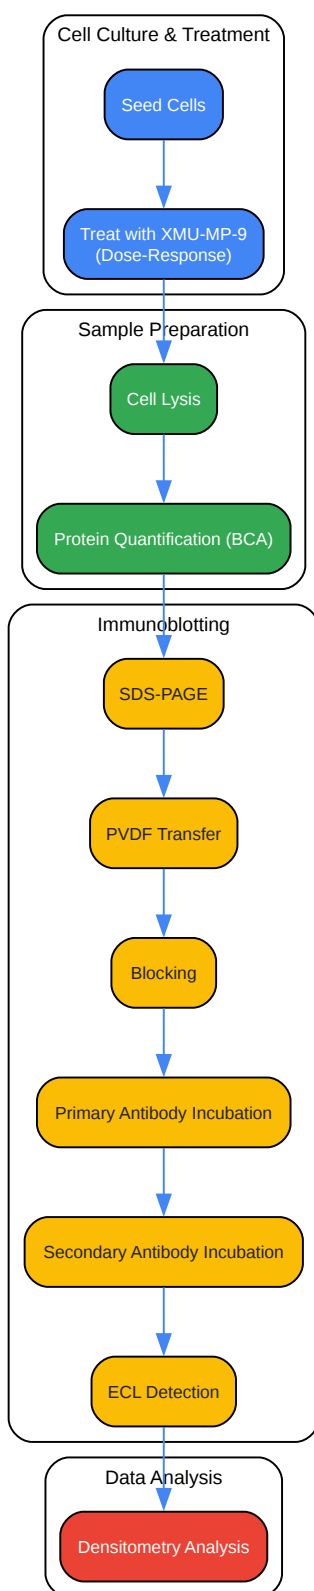 Cell Culture & Treatment
Seed Cells
Treat with XMU-MP-9
(Dose-Response)
Sample Preparation
Cell Lysis
Protein Quantification (BCA)
Immunoblotting
SDS-PAGE
PVDF Transfer
Blocking
Primary Antibody Incubation
Secondary Antibody Incubation
ECL Detection
Data Analysis
Densitometry Analysis